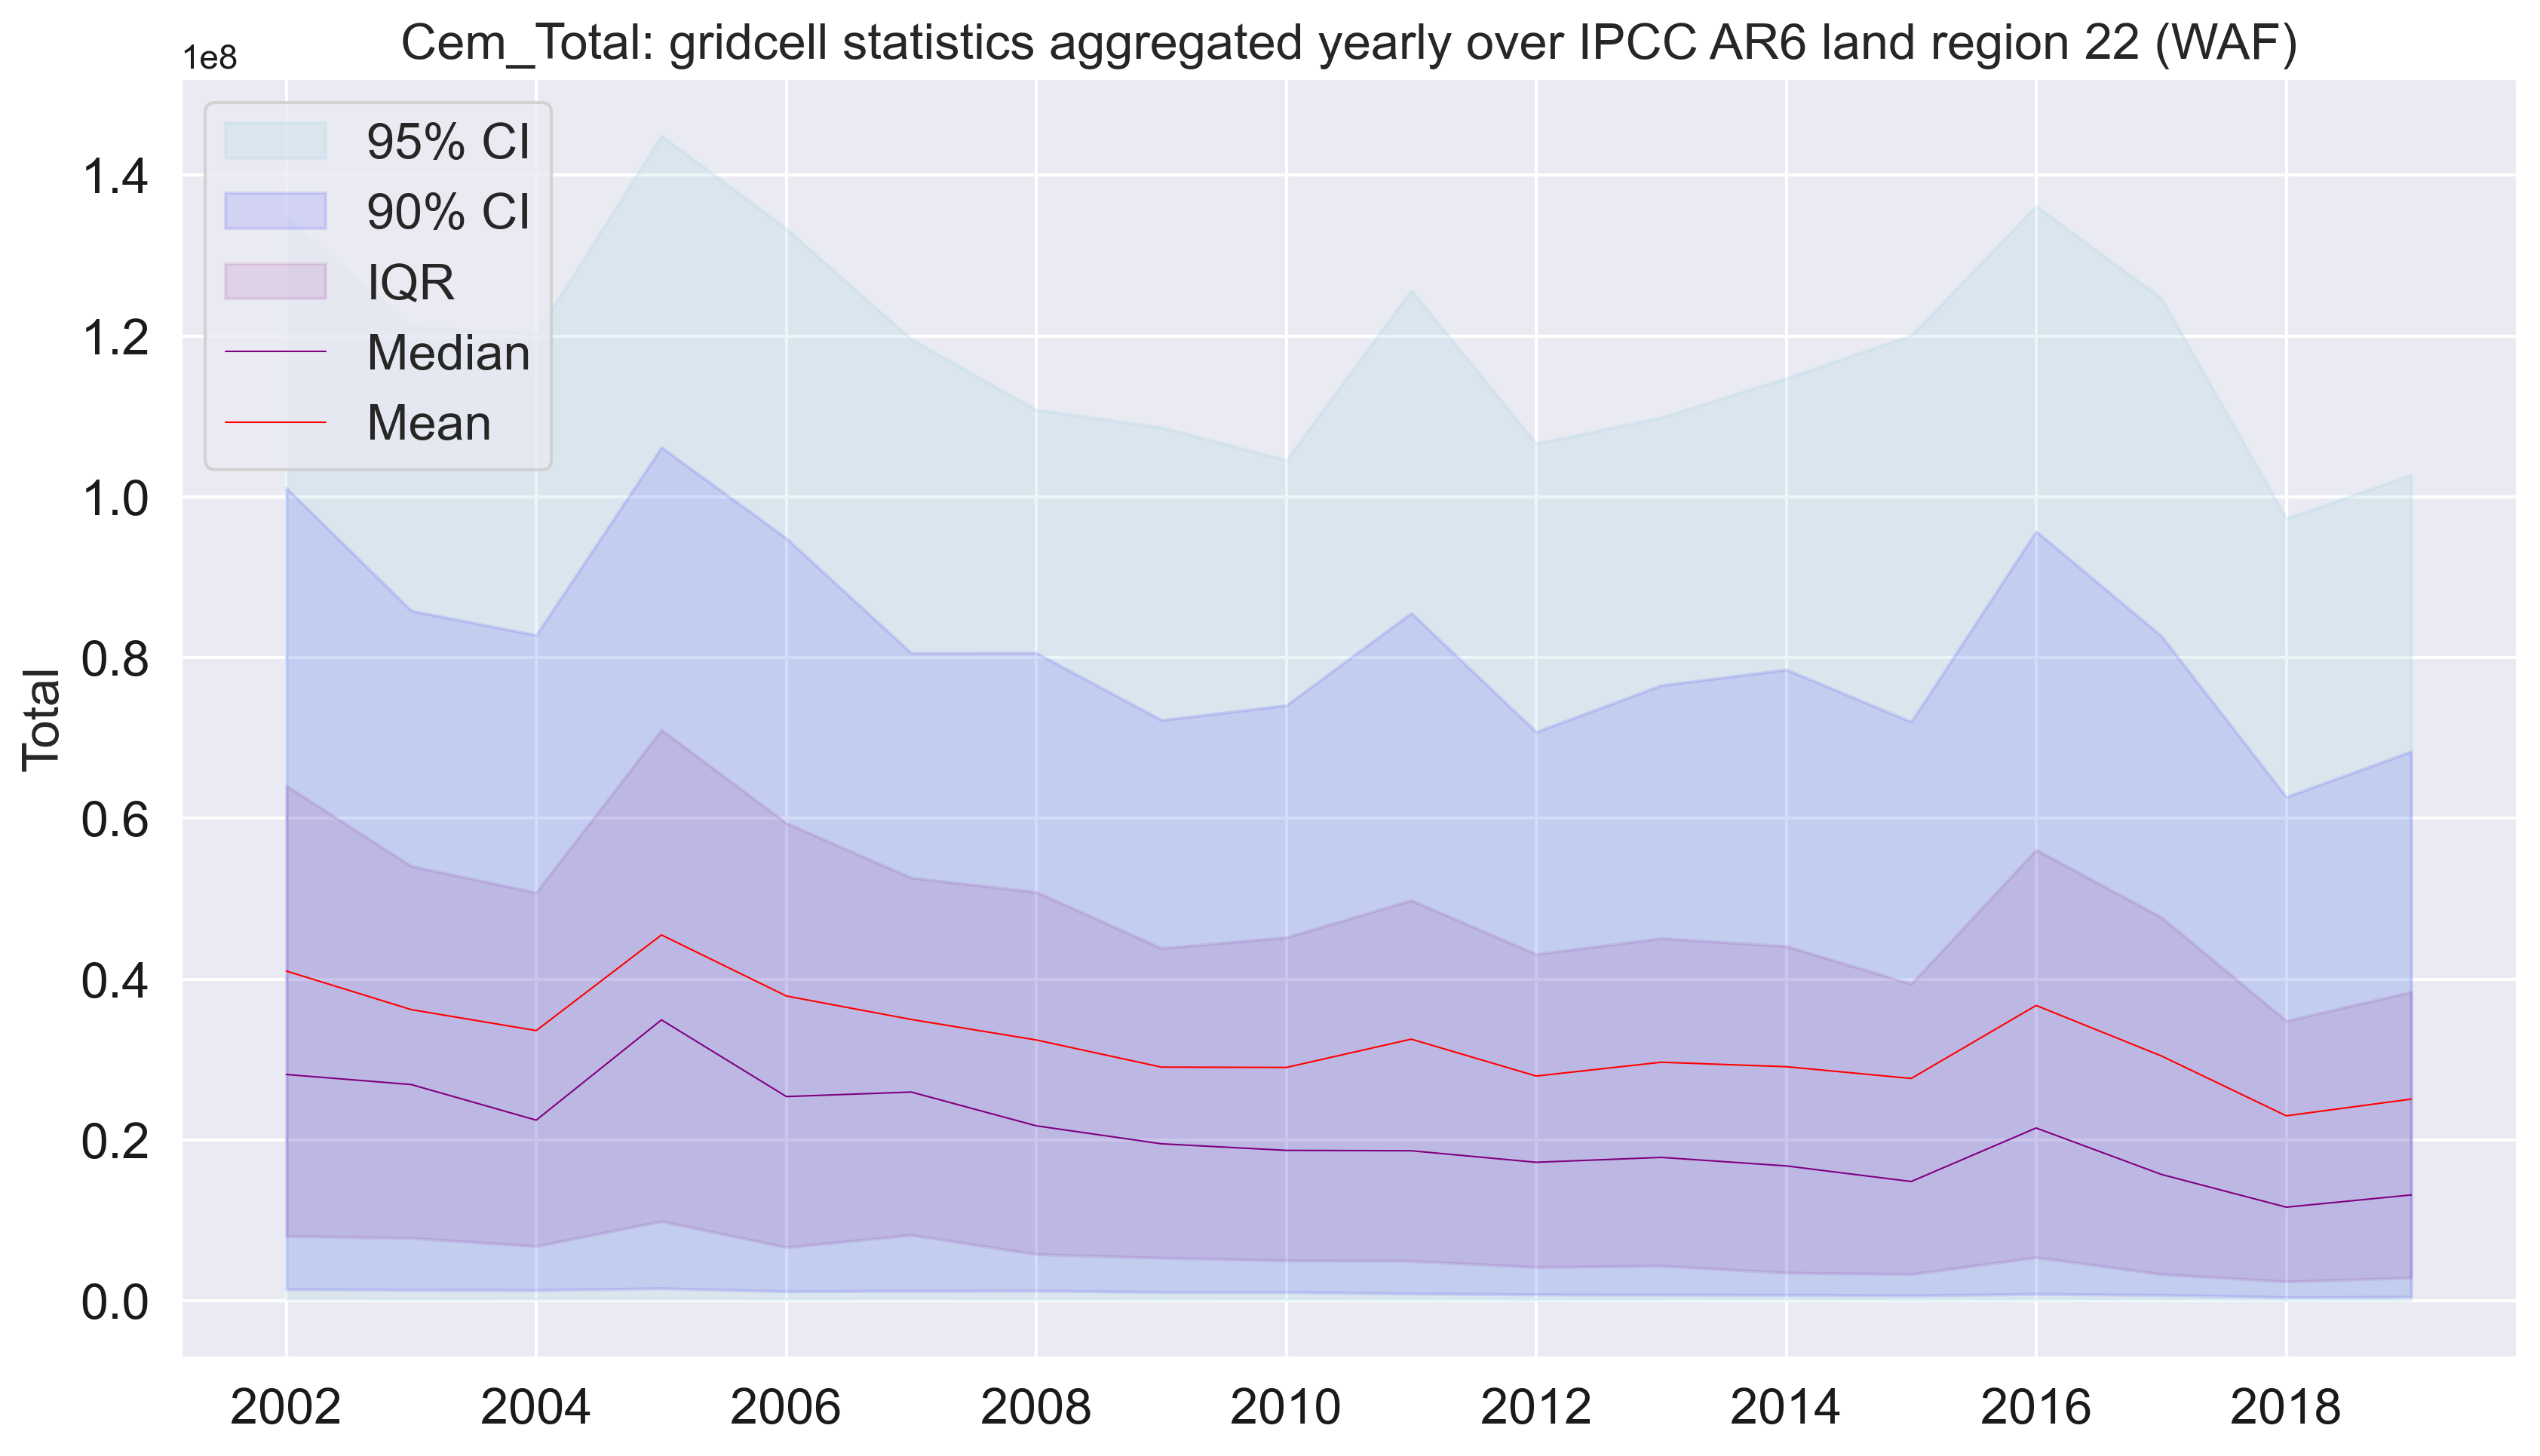 Cem_Total: gridcell statistics aggregated yearly over IPCC AR6 land region 22 (WAF)
1e8
95% CI
90% CI
IQR
Median
Mean
1.4
1.2
1.0
0.8
0.6
0.4
0.2
0.0
Total
2002 2004 2006 2008 2010 2012 2014 2016 2018